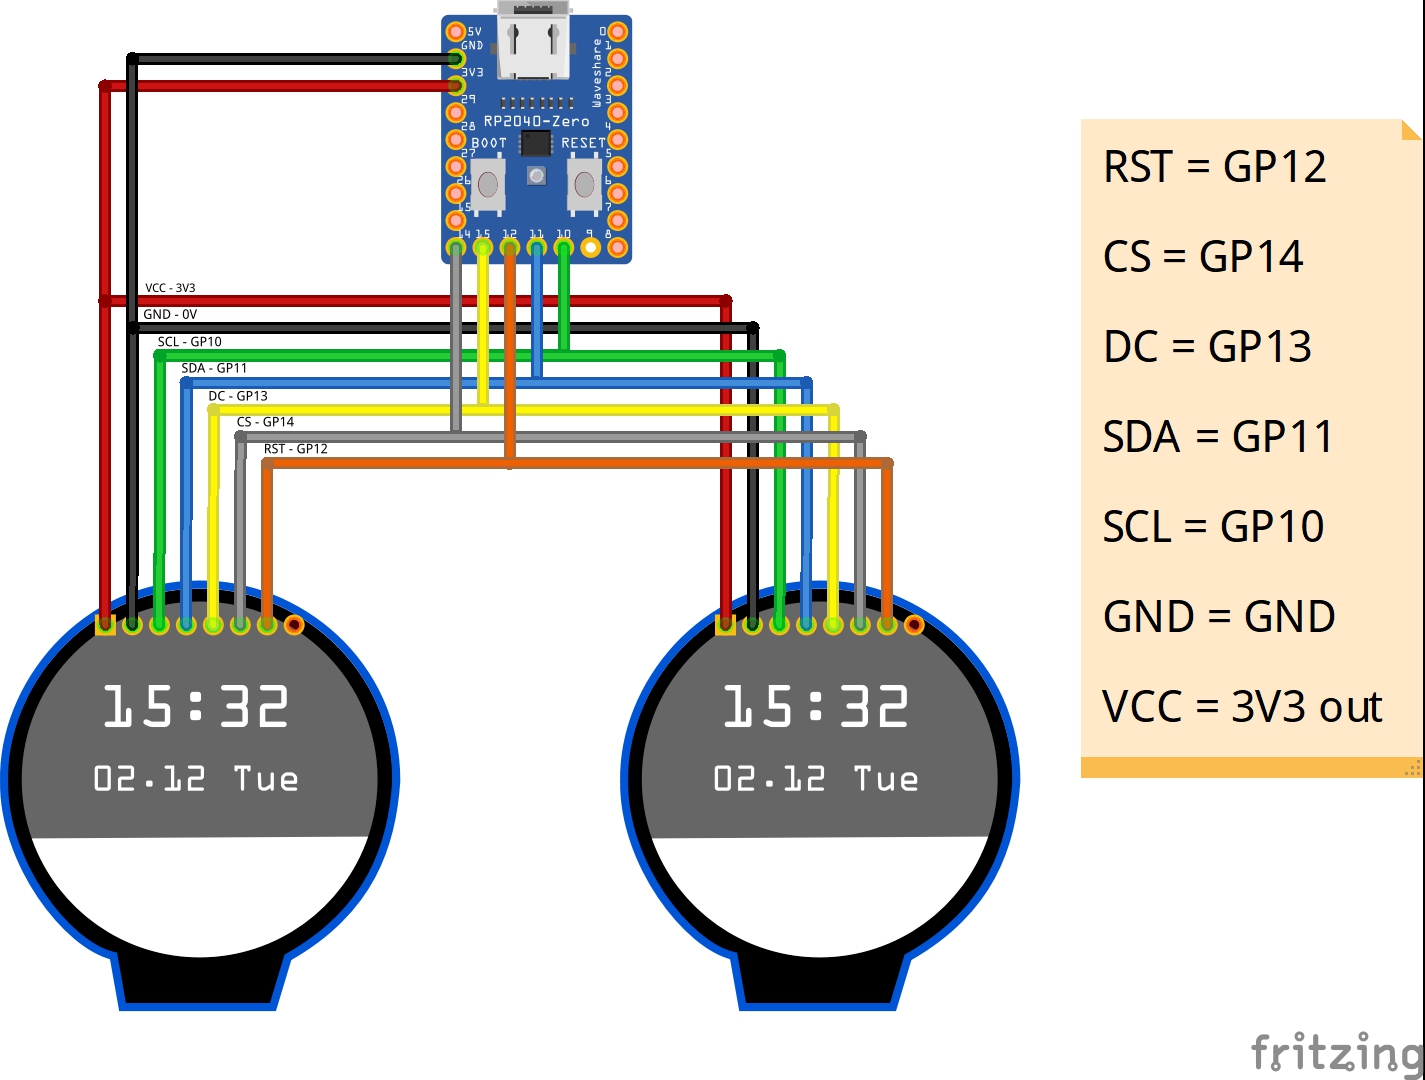 5V
GND
3V3
29
28
27
26
15
14 15 12 11 10 9 8
0
1
2
3
4
5
6
7
Waveshare
RP2040-Zero
BOOT RESET
VCC - 3V3
GND - 0V
SCL - GP10
SDA - GP11
DC - GP13
CS - GP14
RST - GP12
15:32
02.12 Tue
15:32
02.12 Tue
RST = GP12
CS = GP14
DC = GP13
SDA = GP11
SCL = GP10
GND = GND
VCC = 3V3 out
fritzing